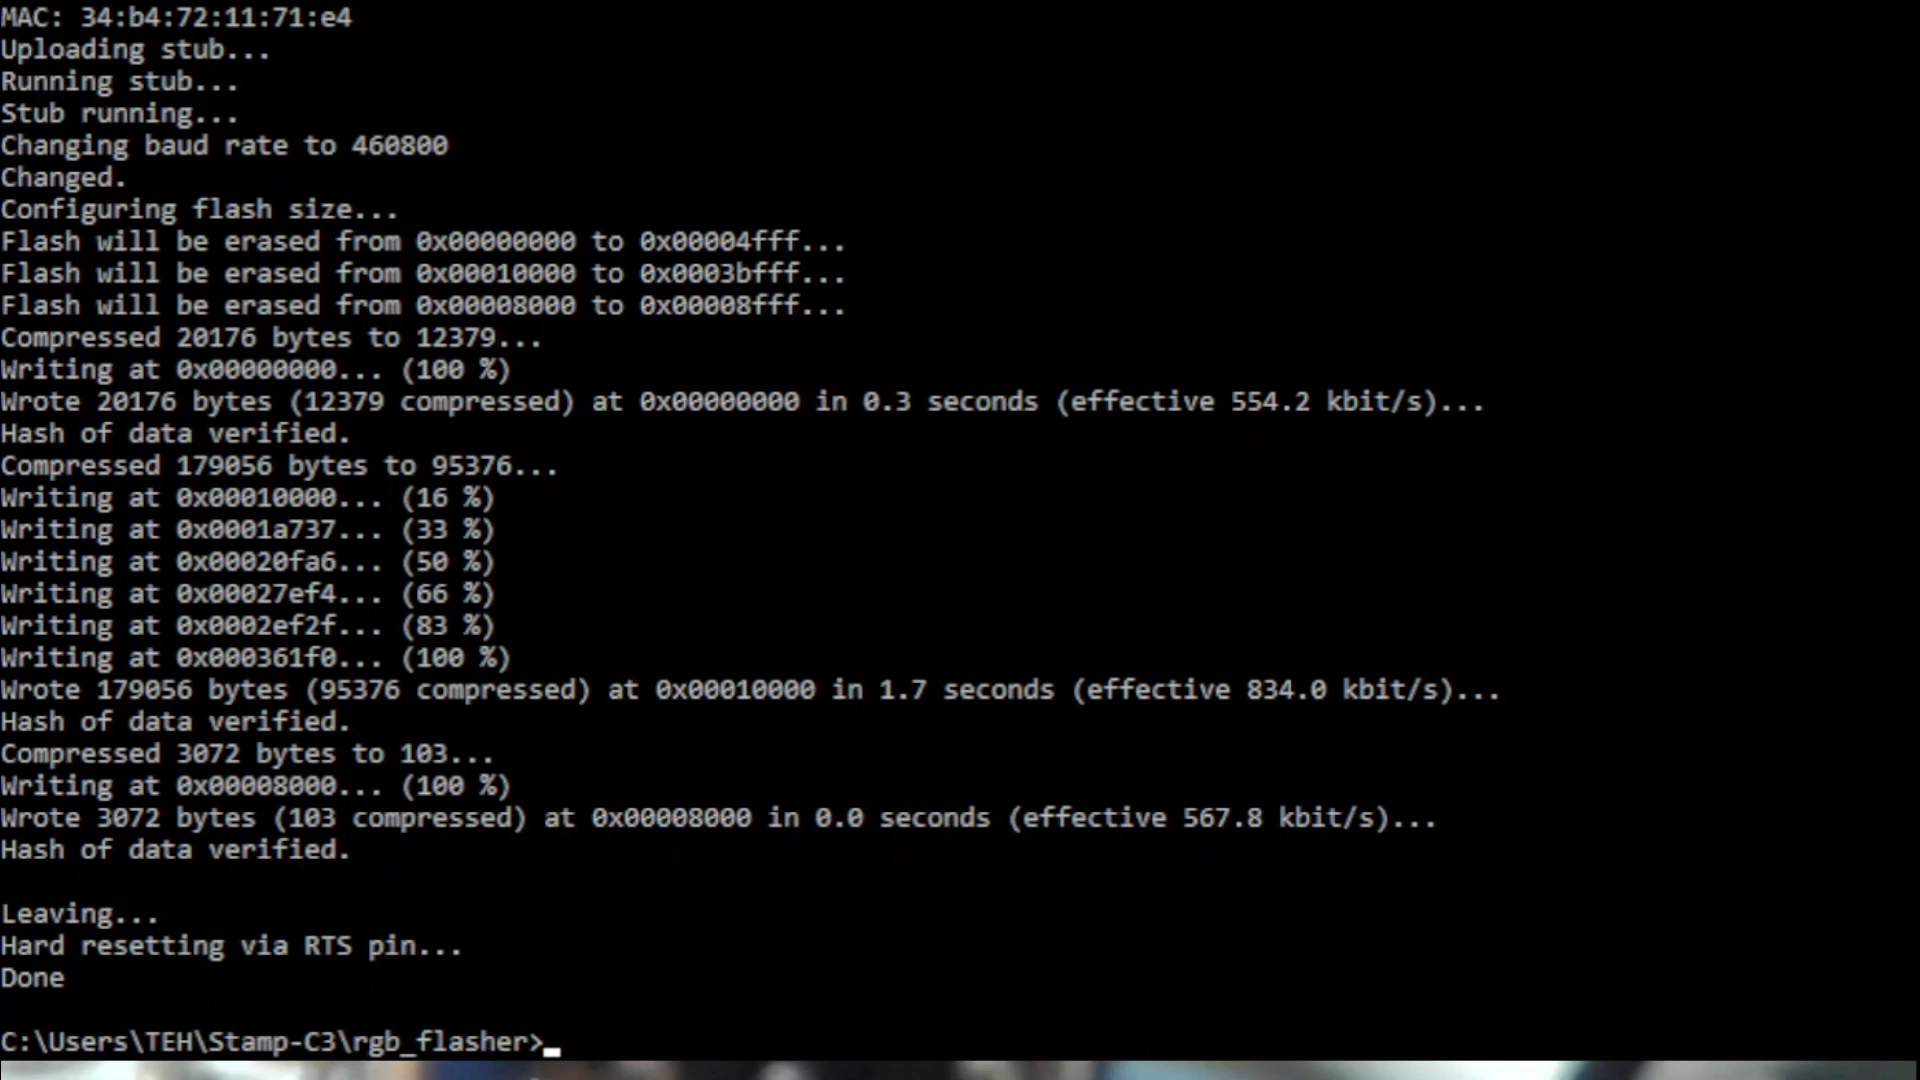 MAC: 34:b4:72:11:71:e4
Uploading stub...
Running stub...
Stub running...
Changing baud rate to 460800
Changed.
Configuring flash size...
Flash will be erased from 0x00000000 to 0x00004fff...
Flash will be erased from 0x00010000 to 0x0003bfff...
Flash will be erased from 0x00008000 to 0x00008fff...
Compressed 20176 bytes to 12379...
Writing at 0x00000000... (100 %)
Wrote 20176 bytes (12379 compressed) at 0x00000000 in 0.3 seconds (effective 554.2 kbit/s)...
Hash of data verified.
Compressed 179056 bytes to 95376...
Writing at 0x00010000... (16 %)
Writing at 0x0001a737... (33 %)
Writing at 0x00020fa6... (50 %)
Writing at 0x00027ef4... (66 %)
Writing at 0x0002ef2f... (83 %)
Writing at 0x000361f0... (100 %)
Wrote 179056 bytes (95376 compressed) at 0x00010000 in 1.7 seconds (effective 834.0 kbit/s)...
Hash of data verified.
Compressed 3072 bytes to 103...
Writing at 0x00008000... (100 %)
Wrote 3072 bytes (103 compressed) at 0x00008000 in 0.0 seconds (effective 567.8 kbit/s)...
Hash of data verified.
Leaving...
Hard resetting via RTS pin...
Done
C:\Users\TEH\Stamp-C3\rgb_flasher>